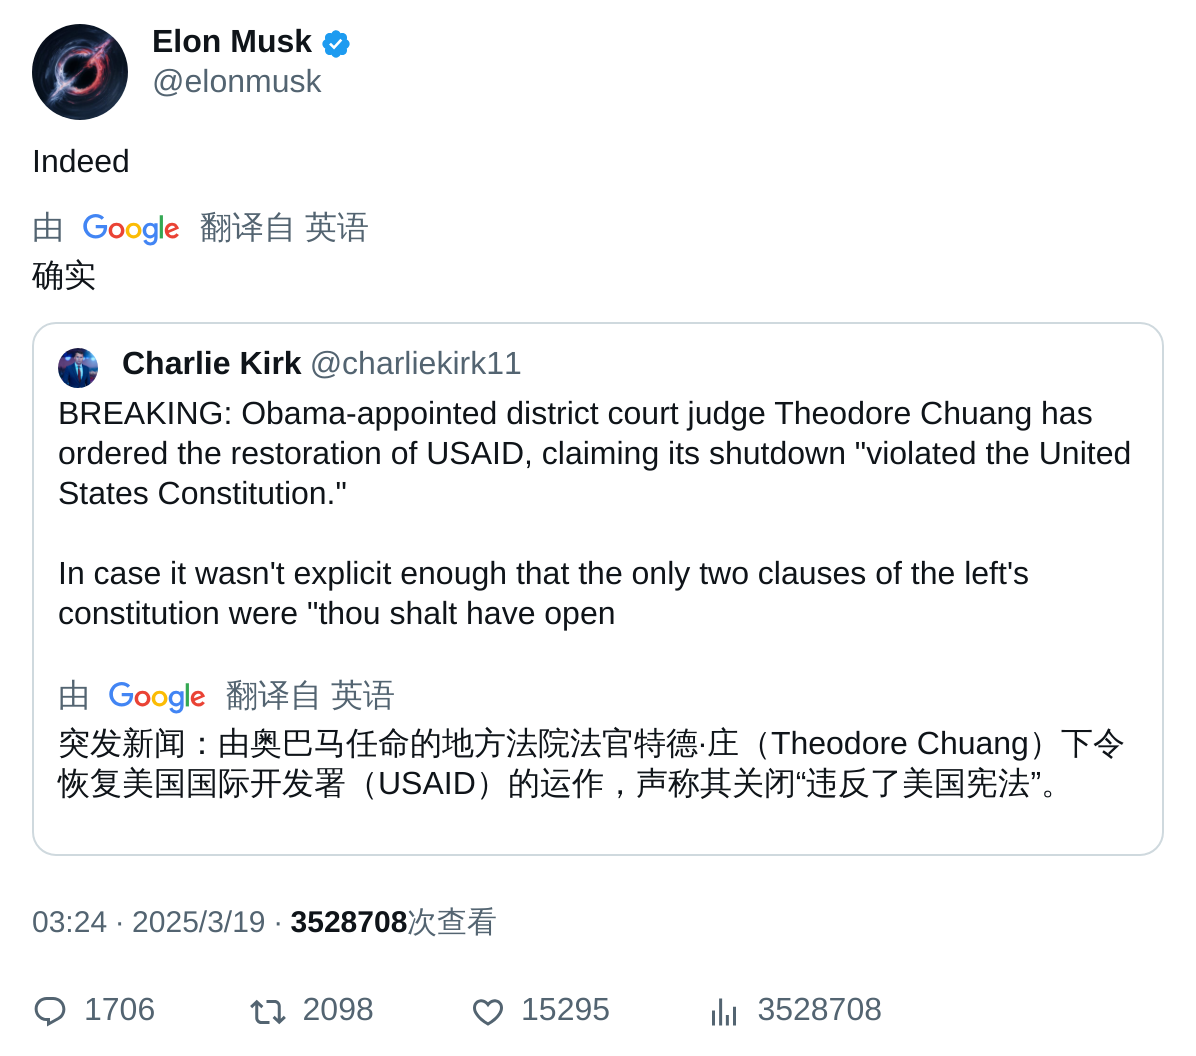 Elon Musk
@elonmusk
Indeed
由 Google 翻译自 英语
确实
Charlie Kirk @charliekirk11
BREAKING: Obama-appointed district court judge Theodore Chuang has
ordered the restoration of USAID, claiming its shutdown "violated the United
States Constitution."
In case it wasn't explicit enough that the only two clauses of the left's
constitution were "thou shalt have open
由 Google 翻译自 英语
突发新闻：由奥巴马任命的地方法院法官特德·庄（Theodore Chuang）下令
恢复美国国际开发署（USAID）的运作，声称其关闭“违反了美国宪法”。
03:24 · 2025/3/19 · 3528708次查看
1706 2098 15295 3528708